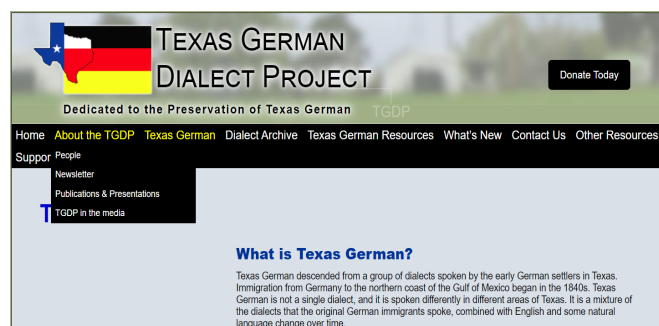 TEXAS GERMAN
DIALECT PROJECT
Donate Today
Dedicated to the Preservation of Texas German
TGDP
Home About the TGDP Texas German Dialect Archive Texas German Resources What's New Contact Us Other Resources
Suppor
People
Newsletter
Publications & Presentations
TGDP in the media
T
What is Texas German?
Texas German descended from a group of dialects spoken by the early German settlers in Texas.
Immigration from Germany to the northern coast of the Gulf of Mexico began in the 1840s. Texas
German is not a single dialect, and it is spoken differently in different areas of Texas. It is a mixture of
the dialects that the original German immigrants spoke, combined with English and some natural
language change over time.